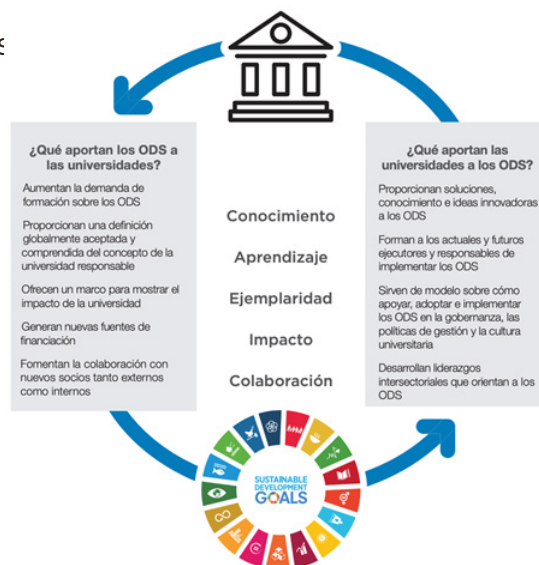 ¿Qué aportan los ODS a
las universidades?
Aumentan la demanda de
formación sobre los ODS
Proporcionan una definición
globalmente aceptada y
comprendida del concepto de la
universidad responsable
Ofrecen un marco para mostrar el
impacto de la universidad
Generan nuevas fuentes de
financiación
Fomentan la colaboración con
nuevos socios tanto externos
como internos
Conocimiento
Aprendizaje
Ejemplaridad
Impacto
Colaboración
¿Qué aportan las
universidades a los ODS?
Proporcionan soluciones,
conocimiento e ideas innovadoras
a los ODS
Forman a los actuales y futuros
ejecutores y responsables de
implementar los ODS
Sirven de modelo sobre cómo
apoyar, adoptar e implementar
los ODS en la gobernanza, las
políticas de gestión y la cultura
universitaria
Desarrollan liderazgos
intersectoriales que orientan a los
ODS
SUSTAINABLE
DEVELOPMENT
GOALS